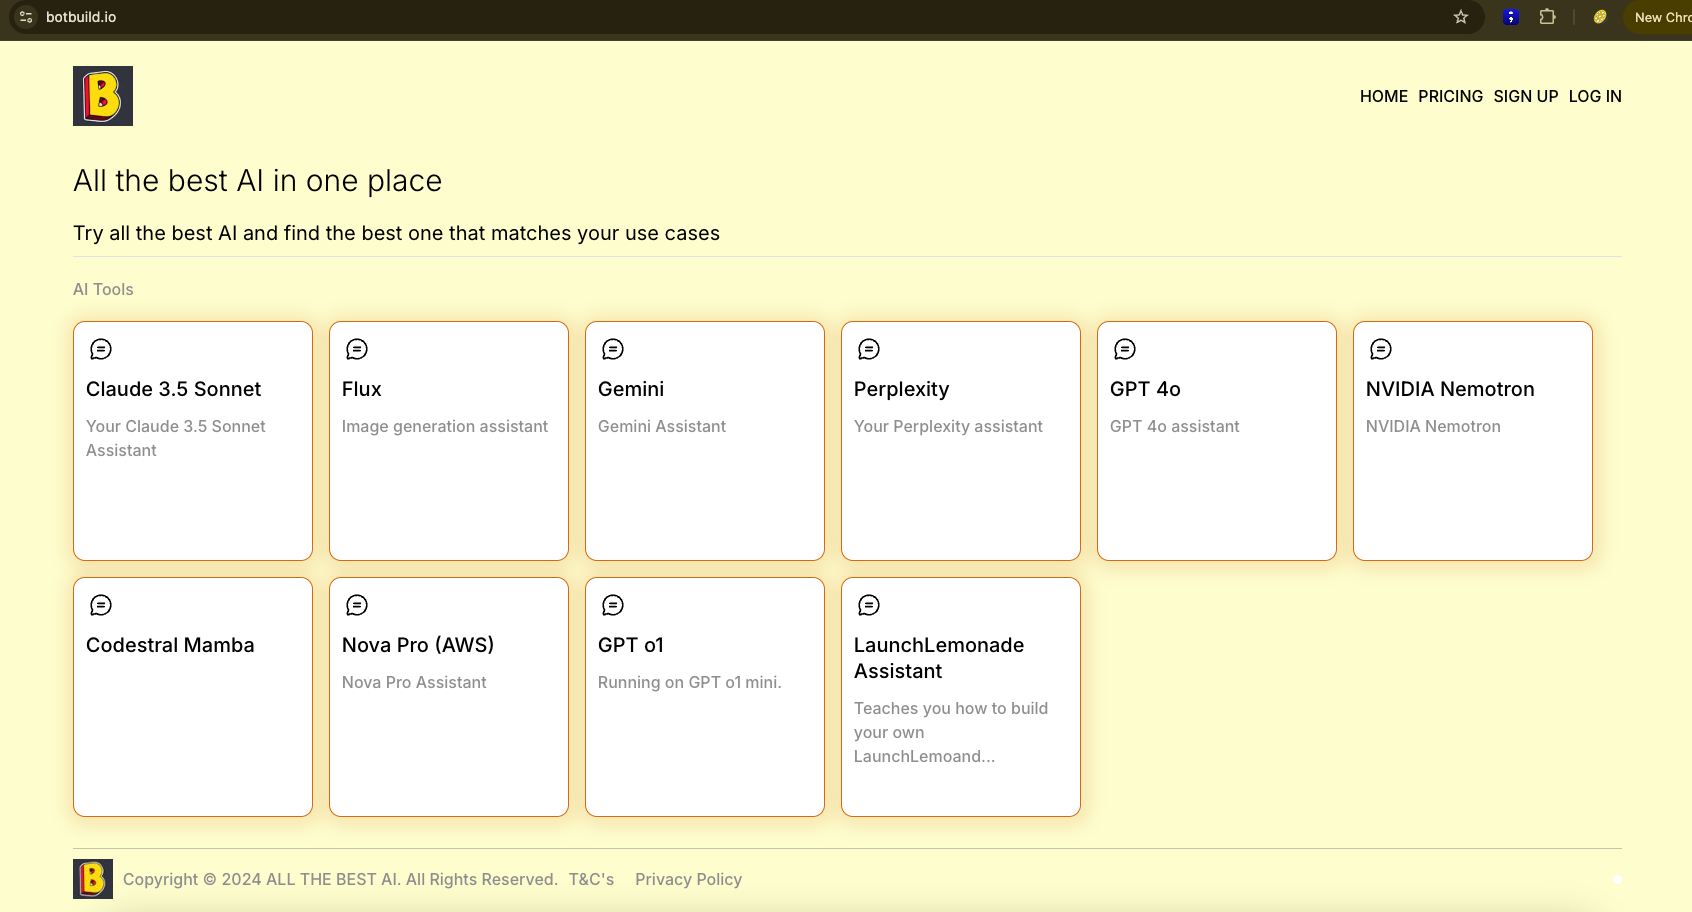 botbuild.io
New Chro
B
HOME PRICING SIGN UP LOG IN
All the best AI in one place
Try all the best AI and find the best one that matches your use cases
AI Tools
Claude 3.5 Sonnet
Your Claude 3.5 Sonnet
Assistant
Flux
Image generation assistant
Gemini
Gemini Assistant
Perplexity
Your Perplexity assistant
GPT 4o
GPT 4o assistant
NVIDIA Nemotron
NVIDIA Nemotron
Codestral Mamba
Nova Pro (AWS)
Nova Pro Assistant
GPT o1
Running on GPT o1 mini.
LaunchLemonade
Assistant
Teaches you how to build
your own
LaunchLemoand...
B
Copyright © 2024 ALL THE BEST AI. All Rights Reserved. T&C's Privacy Policy